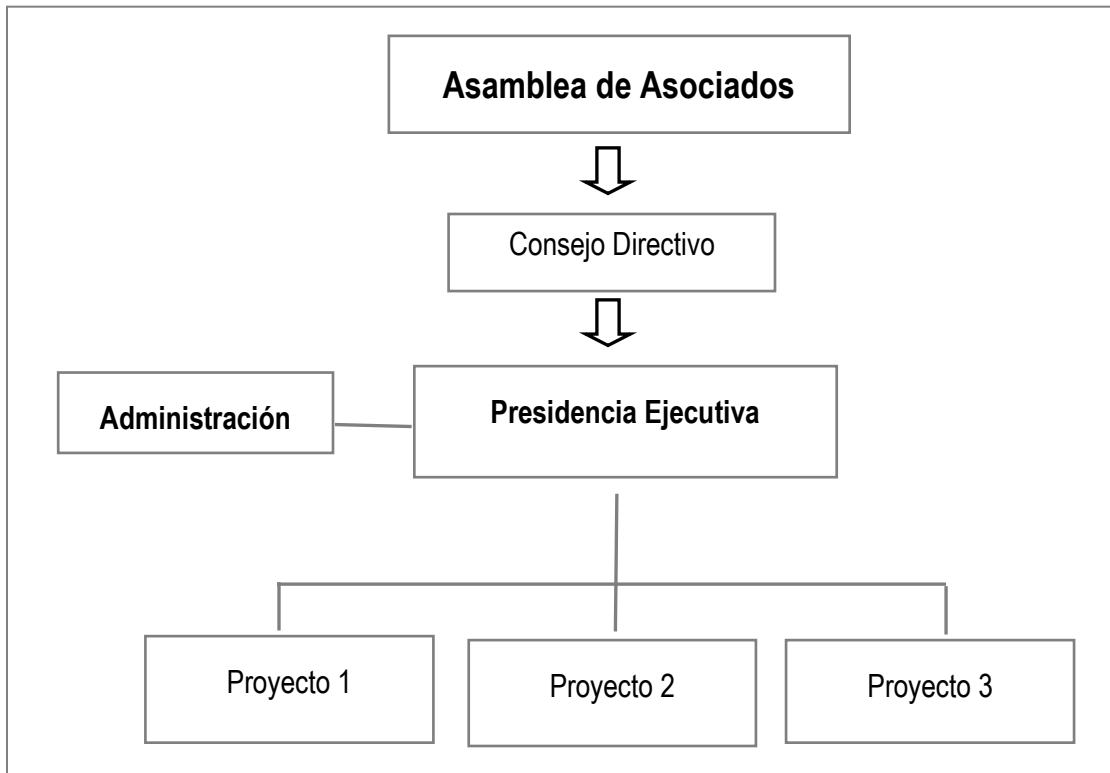 Asamblea de Asociados
Consejo Directivo
Administración
Presidencia Ejecutiva
Proyecto 1
Proyecto 2
Proyecto 3